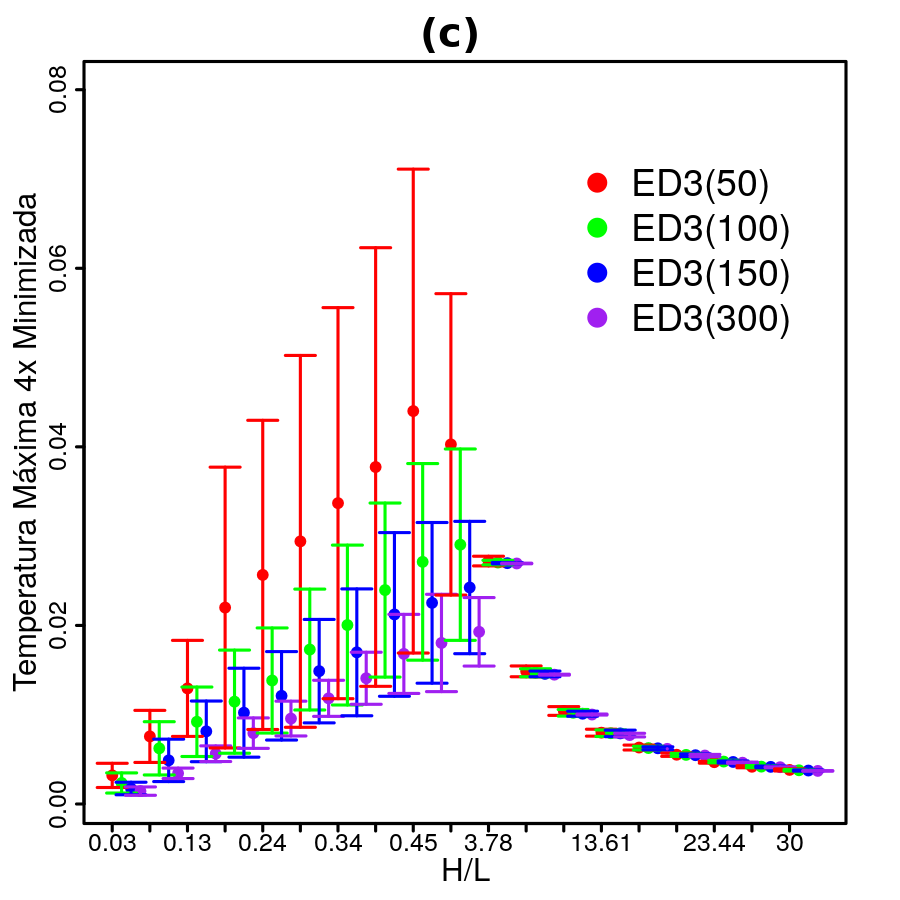 (c)
Temperatura Máxima 4x Minimizada
0.08
0.06
0.04
0.02
0.00
ED3(50)
ED3(100)
ED3(150)
ED3(300)
0.03 0.13 0.24 0.34 0.45 3.78 13.61 23.44 30
H/L